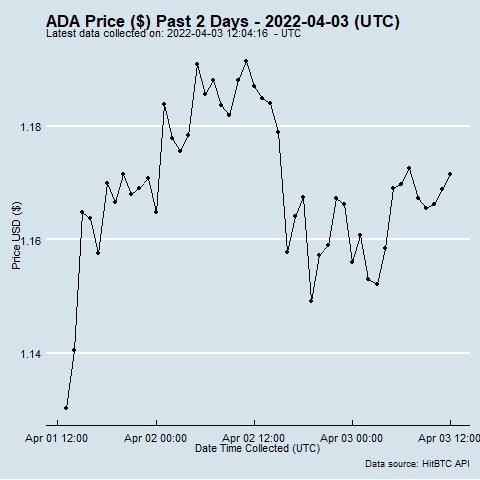 ADA Price ($) Past 2 Days - 2022-04-03 (UTC)
Latest data collected on: 2022-04-03 12:04:16 - UTC
1.18
1.16
1.14
Price USD ($)
Apr 01 12:00 Apr 02 00:00 Apr 02 12:00 Apr 03 00:00 Apr 03 12:00
Date Time Collected (UTC)
Data source: HitBTC API